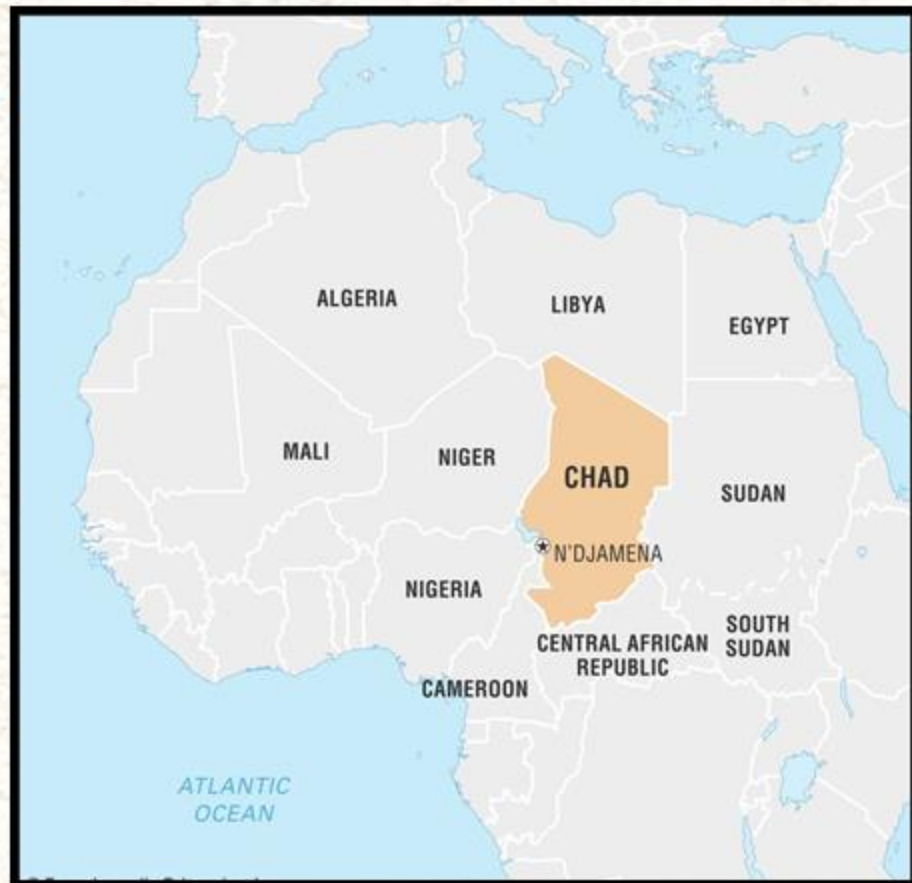 ALGERIA
LIBYA
EGYPT
MALI
NIGER
CHAD
SUDAN
N'DJAMENA
NIGERIA
SOUTH
SUDAN
CENTRAL AFRICAN
REPUBLIC
CAMEROON
ATLANTIC
OCEAN